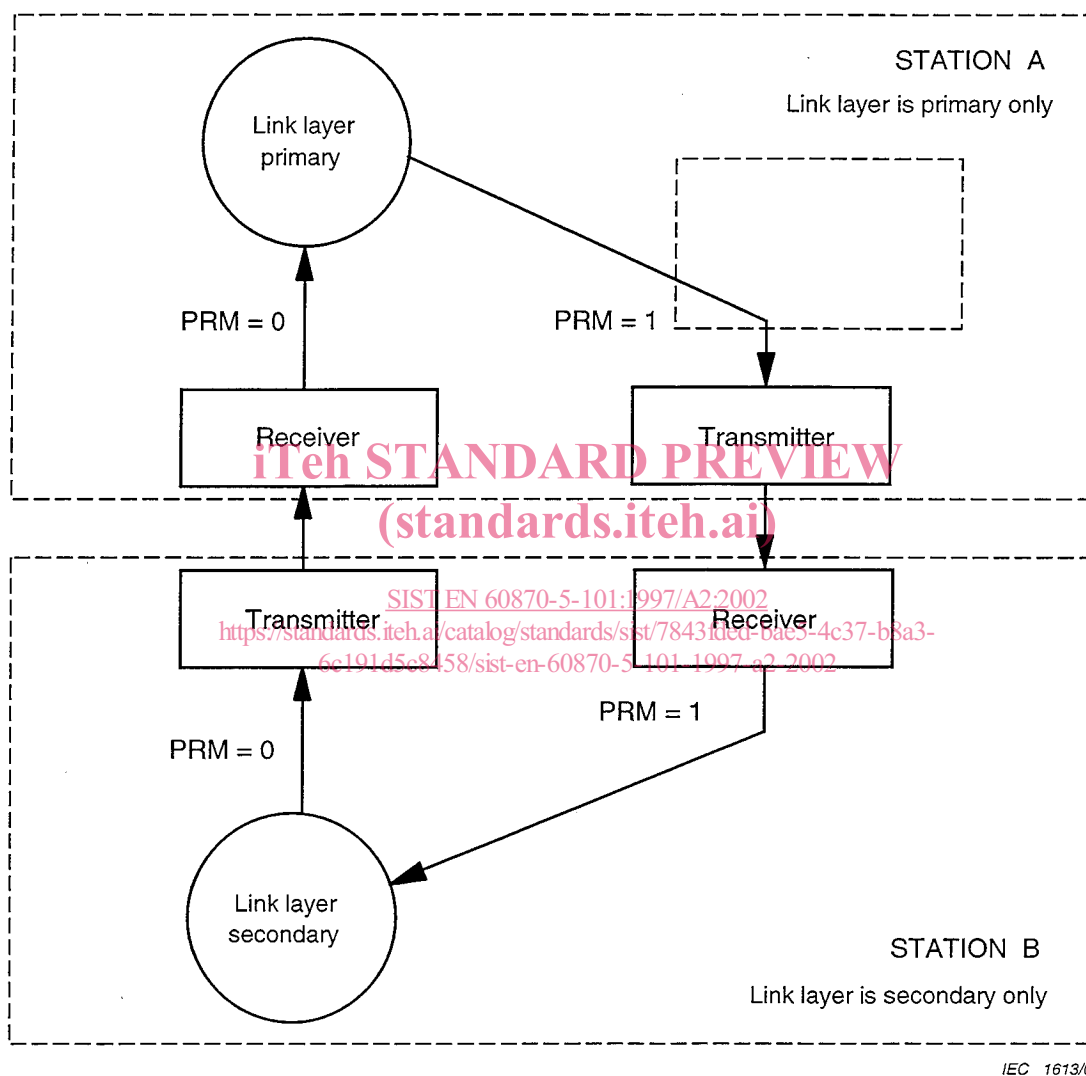 STATION A
Link layer is primary only
Link layer
primary
PRM = 0
PRM = 1
Receiver
Transmitter
iTeh STANDARD PREVIEW
(standards.iteh.ai)
SIST EN 60870-5-101:1997/A2:2002
Transmitter
Receiver
https://standards.iteh.ai/catalog/standards/sist/7843fded-bae5-4c37-b8a3-
6c191d5c8458/sist-en-60870-5-101-1997-a2-2002
PRM = 1
PRM = 0
Link layer
secondary
STATION B
Link layer is secondary only
IEC 1613/